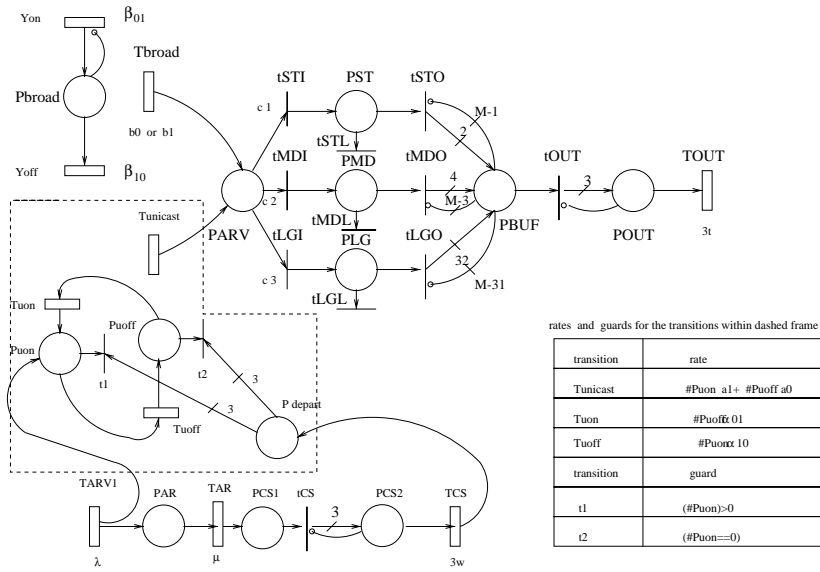 Yon
β01
Pbroad
Yoff
β10
Tbroad
b0 or b1
tSTI
PST
tSTO
c 1
M-1
2
tSTL
tMDI
PMD
tMDO
4
tOUT
TOUT
c 2
M-3
3
PARV
tMDL
PBUF
POUT
3t
Tunicast
tLGI
PLG
tLGO
c 3
32
M-31
tLGL
Tuon
Puoff
Puon
t1
t2
3
3
P depart
Tuoff
TARV1
PAR
TAR
PCS1
tCS
3
PCS2
TCS
λ
μ
3w
rates and guards for the transitions within dashed frame
transition rate
Tunicast #Puon a1+ #Puoff a0
Tuon #Puoffα 01
Tuoff #Puonα 10
transition guard
t1 (#Puon)>0
t2 (#Puon==0)